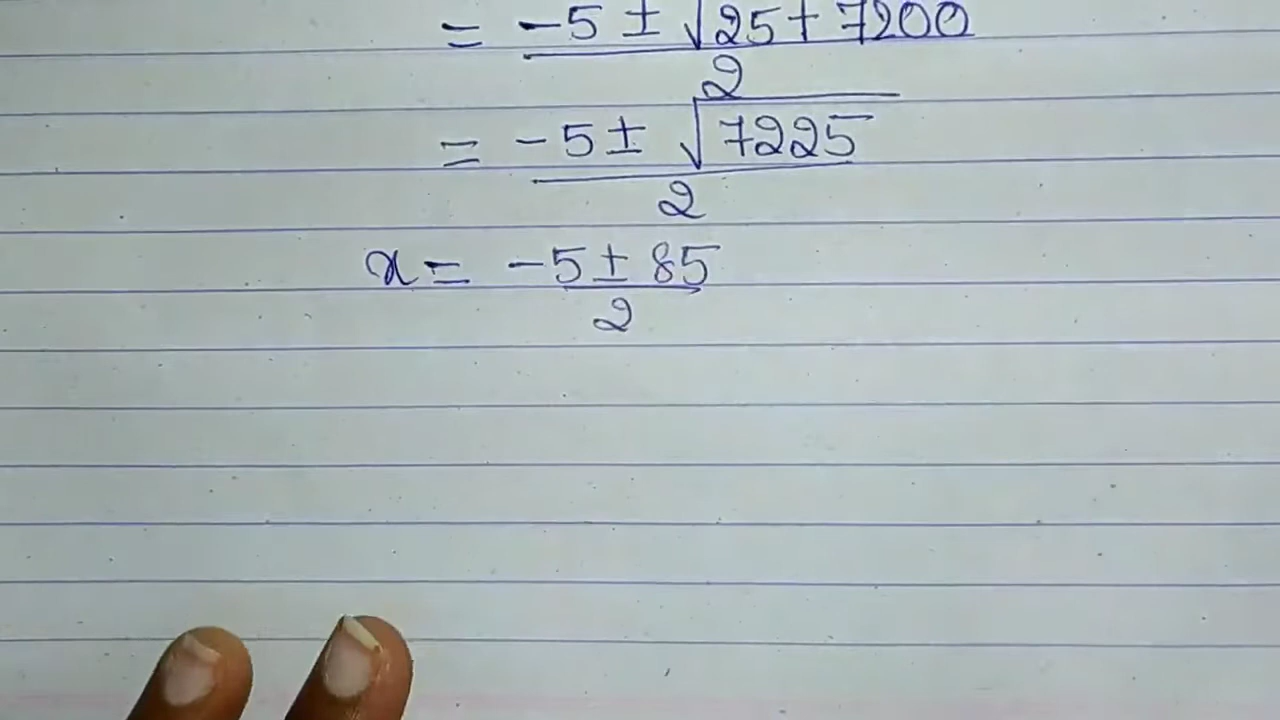 = -5 ± √25 + 7200
2
= -5 ± √7225
2
x = -5 ± 85
2